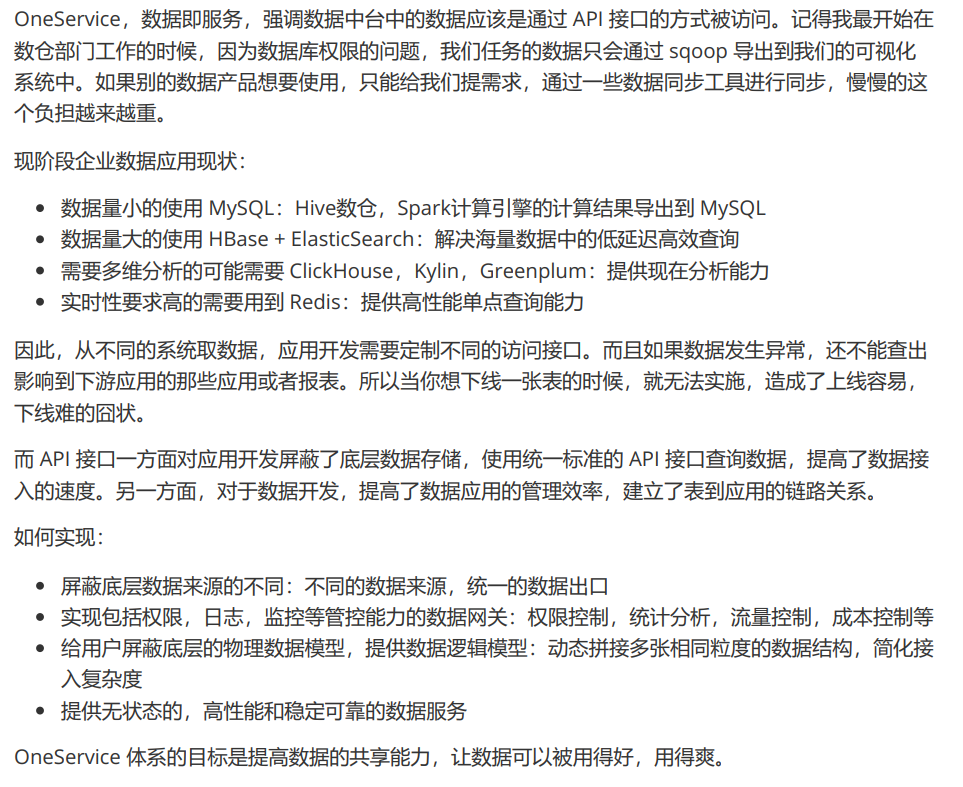 OneService，数据即服务，强调数据中台中的数据应该是通过 API 接口的方式被访问。记得我最开始在
数仓部门工作的时候，因为数据库权限的问题，我们任务的数据只会通过 sqoop 导出到我们的可视化
系统中。如果别的数据产品想要使用，只能给我们提需求，通过一些数据同步工具进行同步，慢慢的这
个负担越来越重。
现阶段企业数据应用现状：
• 数据量小的使用 MySQL：Hive数仓，Spark计算引擎的计算结果导出到 MySQL
• 数据量大的使用 HBase + ElasticSearch：解决海量数据中的低延迟高效查询
• 需要多维分析的可能需要 ClickHouse，Kylin，Greenplum：提供现在分析能力
• 实时性要求高的需要用到 Redis：提供高性能单点查询能力
因此，从不同的系统取数据，应用开发需要定制不同的访问接口。而且如果数据发生异常，还不能查出
影响到下游应用的那些应用或者报表。所以当你想下线一张表的时候，就无法实施，造成了上线容易，
下线难的囧状。
而 API 接口一方面对应用开发屏蔽了底层数据存储，使用统一标准的 API 接口查询数据，提高了数据接
入的速度。另一方面，对于数据开发，提高了数据应用的管理效率，建立了表到应用的链路关系。
如何实现：
• 屏蔽底层数据来源的不同：不同的数据来源，统一的数据出口
• 实现包括权限，日志，监控等管控能力的数据网关：权限控制，统计分析，流量控制，成本控制等
• 给用户屏蔽底层的物理数据模型，提供数据逻辑模型：动态拼接多张相同粒度的数据结构，简化接
入复杂度
• 提供无状态的，高性能和稳定可靠的数据服务
OneService 体系的目标是提高数据的共享能力，让数据可以被用得好，用得爽。